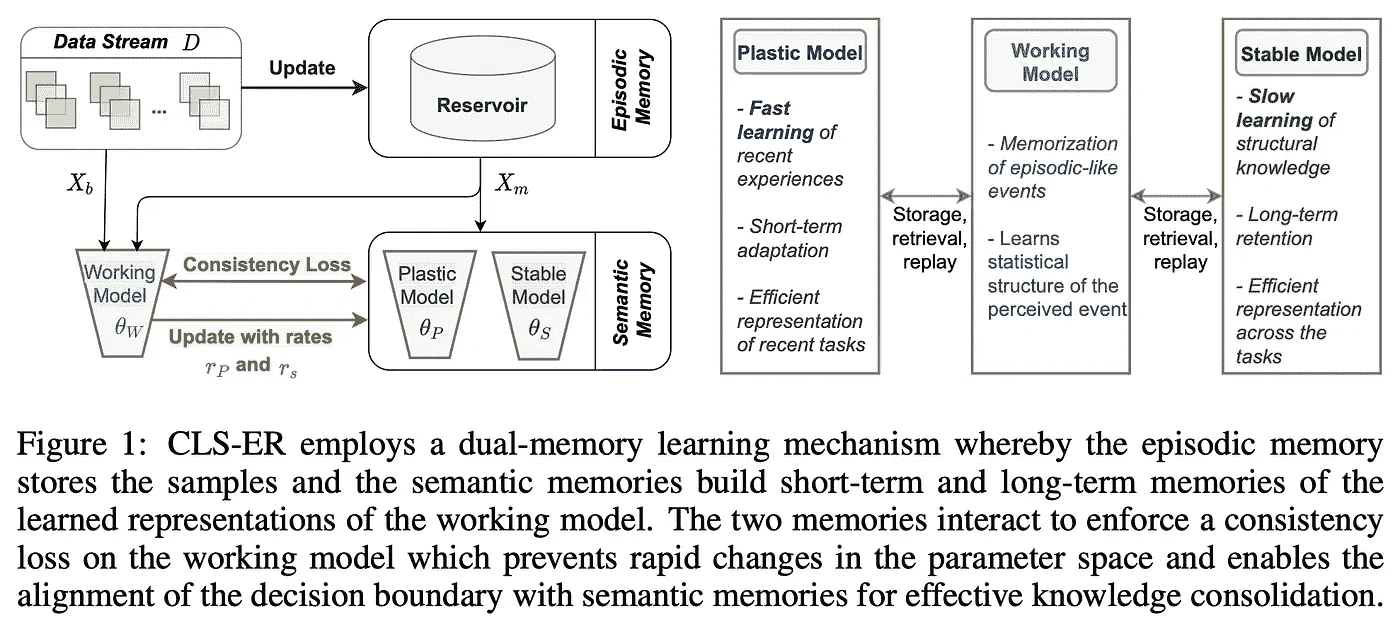 Data Stream D
...
Update
Reservoir
Episodic
Memory
X_b
X_m
Working
Model
θ_W
Consistency Loss
Update with rates
r_P and r_s
Plastic
Model
θ_P
Stable
Model
θ_S
Semantic
Memory
Plastic Model
- Fast
learning of
recent
experiences
- Short-term
adaptation
- Efficient
representation
of recent tasks
Storage,
retrieval,
replay
Working
Model
- Memorization
of episodic-like
events
- Learns
statistical
structure of the
perceived event
Storage,
retrieval,
replay
Stable Model
- Slow
learning of
structural
knowledge
- Long-term
retention
- Efficient
representation
across the
tasks
Figure 1: CLS-ER employs a dual-memory learning mechanism whereby the episodic memory
stores the samples and the semantic memories build short-term and long-term memories of the
learned representations of the working model. The two memories interact to enforce a consistency
loss on the working model which prevents rapid changes in the parameter space and enables the
alignment of the decision boundary with semantic memories for effective knowledge consolidation.